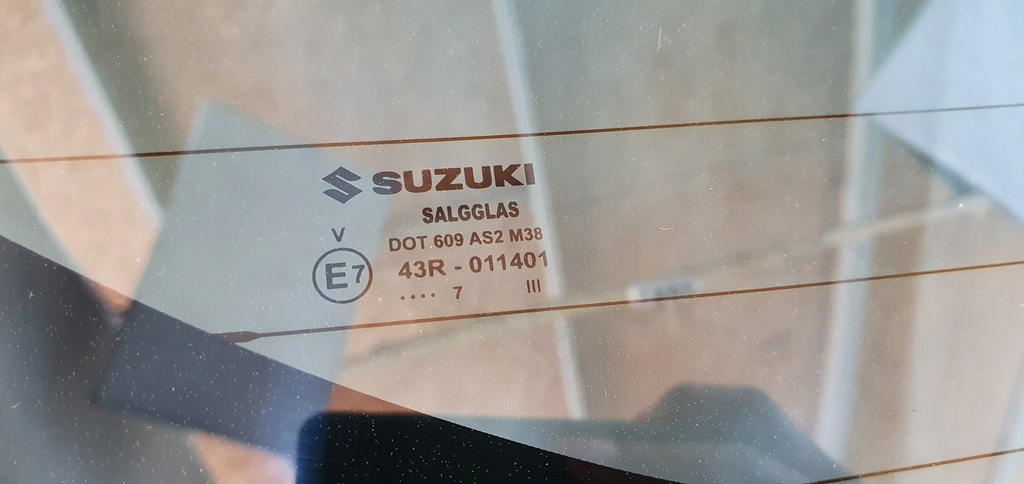 SUZUKI
SALGGLAS
V
DOT 609 AS2 M38
E7
43R - 011401
.... 7 III